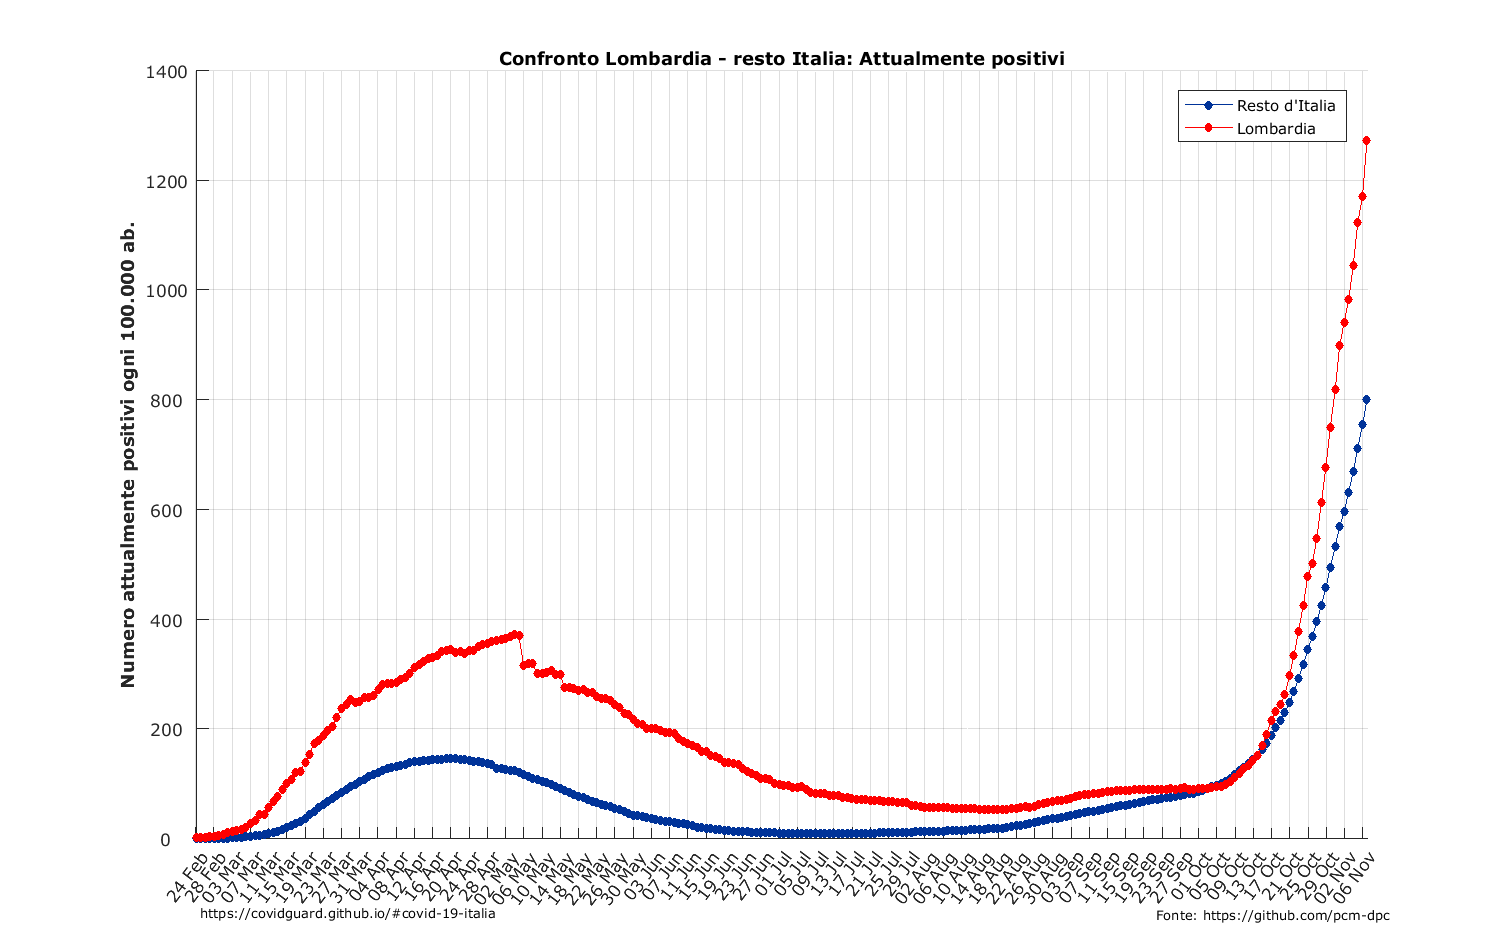 Confronto Lombardia - resto Italia: Attualmente positivi
1400
1200
1000
800
600
400
200
0
Numero attualmente positivi ogni 100.000 ab.
Resto d'Italia
Lombardia
24 Feb
28 Feb
03 Mar
07 Mar
11 Mar
15 Mar
19 Mar
23 Mar
27 Mar
31 Mar
04 Apr
08 Apr
12 Apr
16 Apr
20 Apr
24 Apr
28 Apr
02 May
06 May
10 May
14 May
18 May
22 May
26 May
30 May
03 Jun
07 Jun
11 Jun
15 Jun
19 Jun
23 Jun
27 Jun
01 Jul
05 Jul
09 Jul
13 Jul
17 Jul
21 Jul
25 Jul
29 Jul
02 Aug
06 Aug
10 Aug
14 Aug
18 Aug
22 Aug
26 Aug
30 Aug
03 Sep
07 Sep
11 Sep
15 Sep
19 Sep
23 Sep
27 Sep
01 Oct
05 Oct
09 Oct
13 Oct
17 Oct
21 Oct
25 Oct
29 Oct
02 Nov
06 Nov
https://covidguard.github.io/#covid-19-italia
Fonte: https://github.com/pcm-dpc